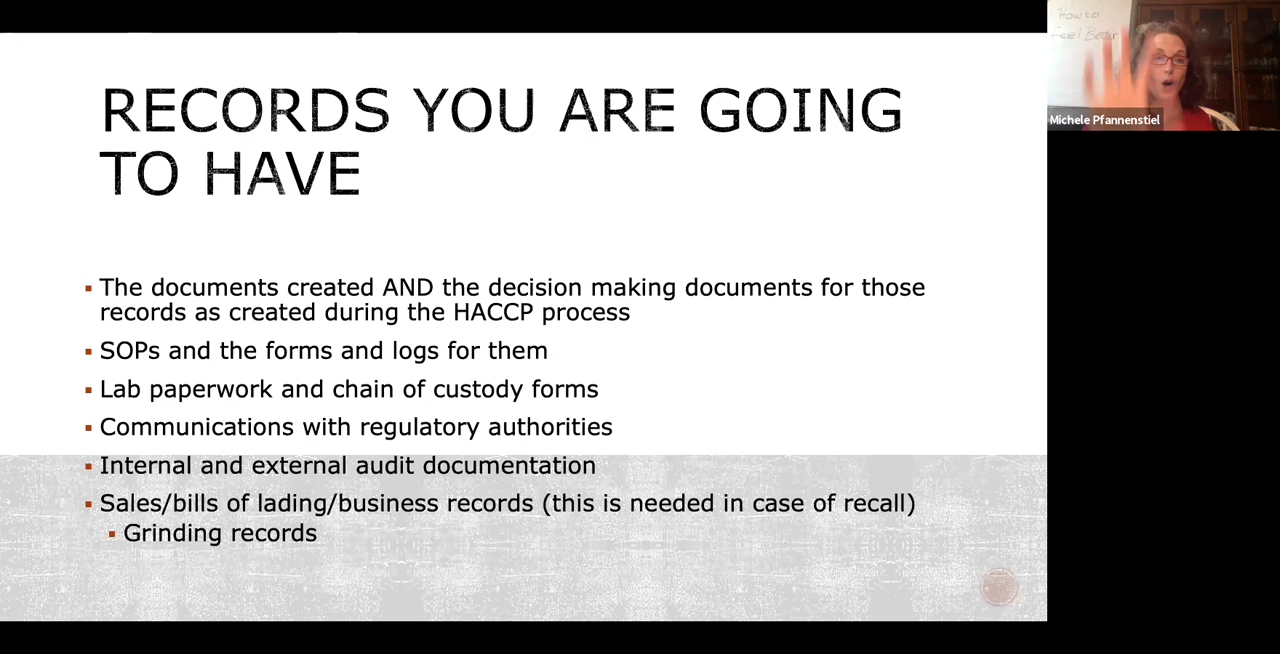 RECORDS YOU ARE GOING
TO HAVE
▪ The documents created AND the decision making documents for those
records as created during the HACCP process
▪ SOPs and the forms and logs for them
▪ Lab paperwork and chain of custody forms
▪ Communications with regulatory authorities
▪ Internal and external audit documentation
▪ Sales/bills of lading/business records (this is needed in case of recall)
▪ Grinding records
How to
Feel Better
Michele Pfannenstiel